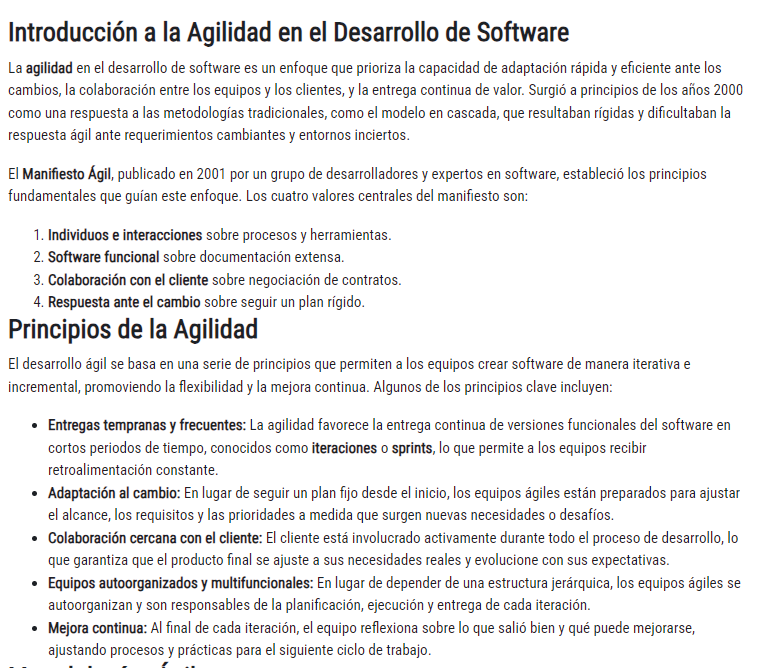 Introducción a la Agilidad en el Desarrollo de Software
La agilidad en el desarrollo de software es un enfoque que prioriza la capacidad de adaptación rápida y eficiente ante los
cambios, la colaboración entre los equipos y los clientes, y la entrega continua de valor. Surgió a principios de los años 2000
como una respuesta a las metodologías tradicionales, como el modelo en cascada, que resultaban rígidas y dificultaban la
respuesta ágil ante requerimientos cambiantes y entornos inciertos.
El Manifiesto Ágil, publicado en 2001 por un grupo de desarrolladores y expertos en software, estableció los principios
fundamentales que guían este enfoque. Los cuatro valores centrales del manifiesto son:
1. Individuos e interacciones sobre procesos y herramientas.
2. Software funcional sobre documentación extensa.
3. Colaboración con el cliente sobre negociación de contratos.
4. Respuesta ante el cambio sobre seguir un plan rígido.
Principios de la Agilidad
El desarrollo ágil se basa en una serie de principios que permiten a los equipos crear software de manera iterativa e
incremental, promoviendo la flexibilidad y la mejora continua. Algunos de los principios clave incluyen:
• Entregas tempranas y frecuentes: La agilidad favorece la entrega continua de versiones funcionales del software en
cortos periodos de tiempo, conocidos como iteraciones o sprints, lo que permite a los equipos recibir
retroalimentación constante.
• Adaptación al cambio: En lugar de seguir un plan fijo desde el inicio, los equipos ágiles están preparados para ajustar
el alcance, los requisitos y las prioridades a medida que surgen nuevas necesidades o desafíos.
• Colaboración cercana con el cliente: El cliente está involucrado activamente durante todo el proceso de desarrollo, lo
que garantiza que el producto final se ajuste a sus necesidades reales y evolucione con sus expectativas.
• Equipos autoorganizados y multifuncionales: En lugar de depender de una estructura jerárquica, los equipos ágiles se
autoorganizan y son responsables de la planificación, ejecución y entrega de cada iteración.
• Mejora continua: Al final de cada iteración, el equipo reflexiona sobre lo que salió bien y qué puede mejorarse,
ajustando procesos y prácticas para el siguiente ciclo de trabajo.